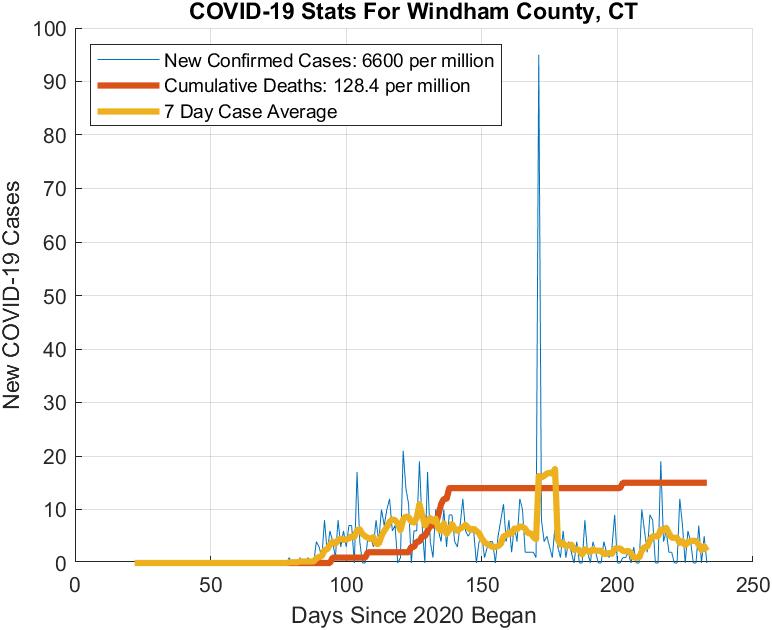 COVID-19 Stats For Windham County, CT
New Confirmed Cases: 6600 per million
Cumulative Deaths: 128.4 per million
7 Day Case Average
New COVID-19 Cases
100
90
80
70
60
50
40
30
20
10
0
0 50 100 150 200 250
Days Since 2020 Began